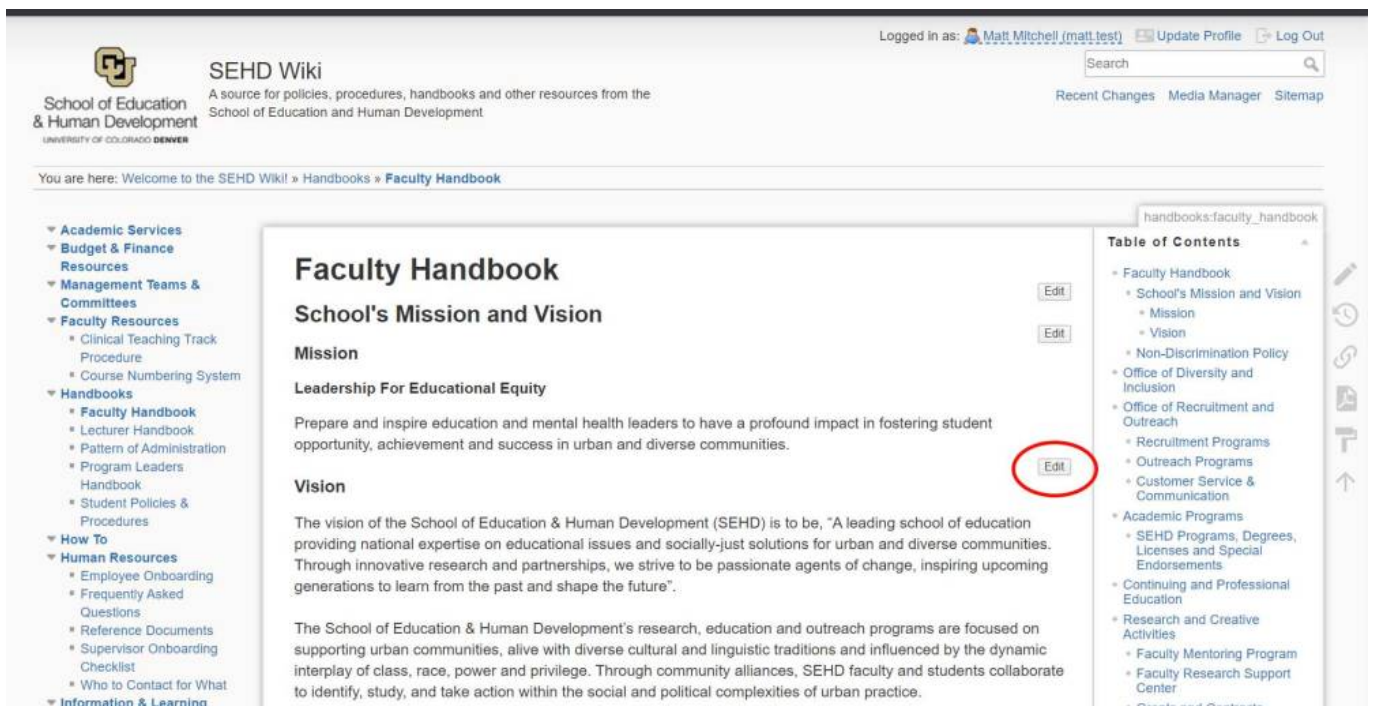 Logged in as: Matt Mitchell (matt.test) Update Profile Log Out
School of Education
& Human Development
UNIVERSITY OF COLORADO DENVER
SEHD Wiki
A source for policies, procedures, handbooks and other resources from the
School of Education and Human Development
Search
Recent Changes Media Manager Sitemap
You are here: Welcome to the SEHD Wiki! » Handbooks » Faculty Handbook
Academic Services
Budget & Finance
Resources
Management Teams &
Committees
Faculty Resources
Clinical Teaching Track
Procedure
Course Numbering System
Handbooks
Faculty Handbook
Lecturer Handbook
Pattern of Administration
Program Leaders
Handbook
Student Policies &
Procedures
How To
Human Resources
Employee Onboarding
Frequently Asked
Questions
Reference Documents
Supervisor Onboarding
Checklist
Who to Contact for What
Information & Learning
Faculty Handbook
Edit
School's Mission and Vision
Edit
Mission
Leadership For Educational Equity
Prepare and inspire education and mental health leaders to have a profound impact in fostering student
opportunity, achievement and success in urban and diverse communities.
Edit
Vision
The vision of the School of Education & Human Development (SEHD) is to be, “A leading school of education
providing national expertise on educational issues and socially-just solutions for urban and diverse communities.
Through innovative research and partnerships, we strive to be passionate agents of change, inspiring upcoming
generations to learn from the past and shape the future”.
The School of Education & Human Development’s research, education and outreach programs are focused on
supporting urban communities, alive with diverse cultural and linguistic traditions and influenced by the dynamic
interplay of class, race, power and privilege. Through community alliances, SEHD faculty and students collaborate
to identify, study, and take action within the social and political complexities of urban practice.
handbooks:faculty_handbook
Table of Contents
Faculty Handbook
School's Mission and Vision
Mission
Vision
Non-Discrimination Policy
Office of Diversity and
Inclusion
Office of Recruitment and
Outreach
Recruitment Programs
Outreach Programs
Customer Service &
Communication
Academic Programs
SEHD Programs, Degrees,
Licenses and Special
Endorsements
Continuing and Professional
Education
Research and Creative
Activities
Faculty Mentoring Program
Faculty Research Support
Center